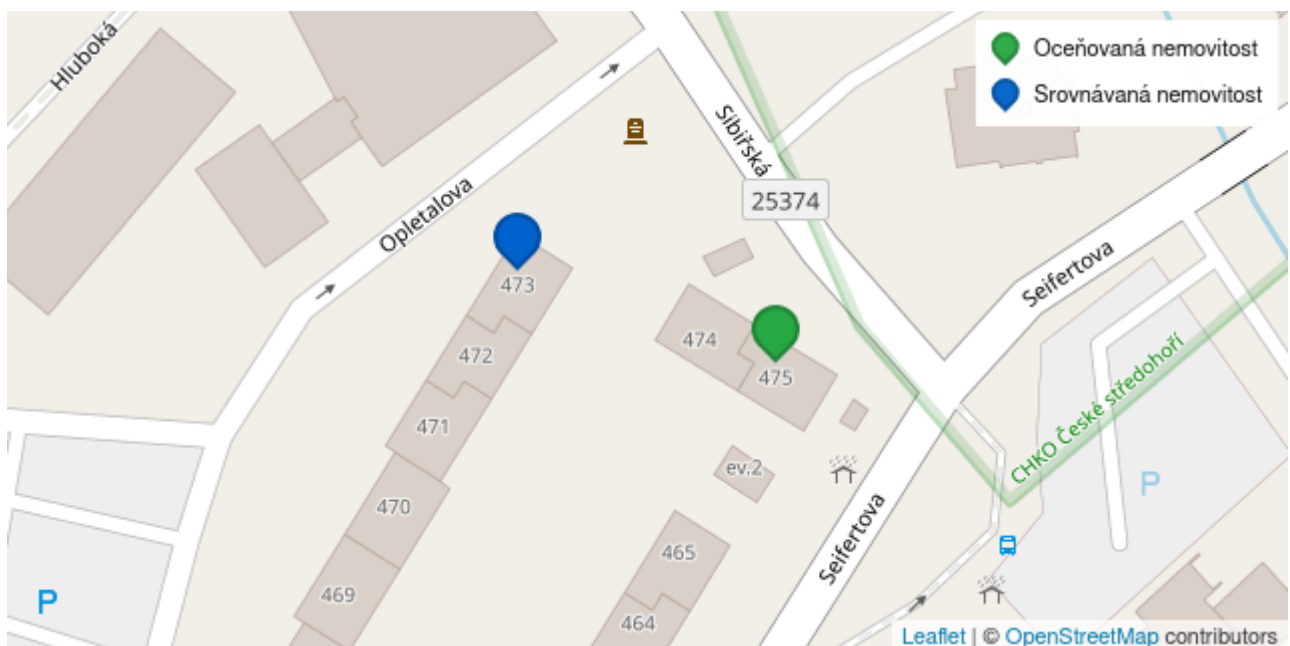 Hluboká
Oceňovaná nemovitost
Srovnávaná nemovitost
Sibiřská
25374
Opletalova
Seifertova
473
474
475
472
471
CHKO České středohoří
ev.2
P
470
465
Seifertova
469
P
464
Leaflet | © OpenStreetMap contributors